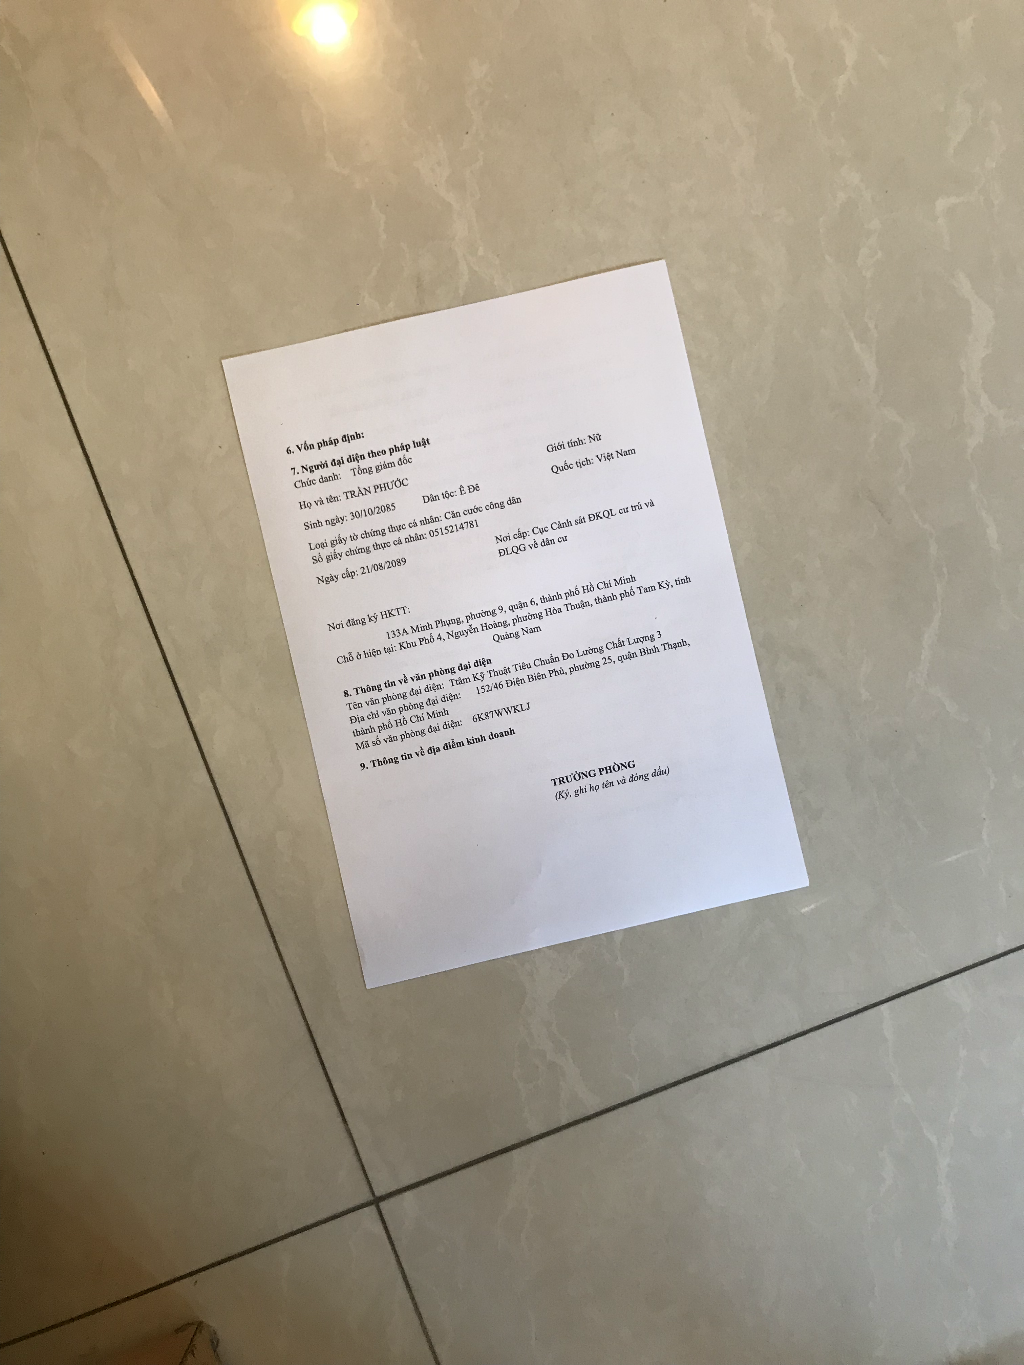 6. Vốn pháp định:
7. Người đại diện theo pháp luật
Chức danh: Tổng giám đốc
Họ và tên: TRẦN PHƯỚC Giới tính: Nữ
Sinh ngày: 30/10/2085 Dân tộc: Ê Đê Quốc tịch: Việt Nam
Loại giấy tờ chứng thực cá nhân: Căn cước công dân
Số giấy chứng thực cá nhân: 0515214781
Ngày cấp: 21/08/2089 Nơi cấp: Cục Cảnh sát ĐKQL cư trú và
ĐLQG về dân cư
Nơi đăng ký HKTT:
133A Minh Phụng, phường 9, quận 6, thành phố Hồ Chí Minh
Chỗ ở hiện tại: Khu Phố 4, Nguyễn Hoàng, phường Hòa Thuận, thành phố Tam Kỳ, tỉnh
Quảng Nam
8. Thông tin về văn phòng đại diện
Tên văn phòng đại diện: Ttâm Kỹ Thuật Tiêu Chuẩn Đo Lường Chất Lượng 3
Địa chỉ văn phòng đại diện: 152/46 Điện Biên Phủ, phường 25, quận Bình Thạnh,
thành phố Hồ Chí Minh
Mã số văn phòng đại diện: 6K87WWKLJ
9. Thông tin về địa điểm kinh doanh
TRƯỞNG PHÒNG
(Ký, ghi họ tên và đóng dấu)